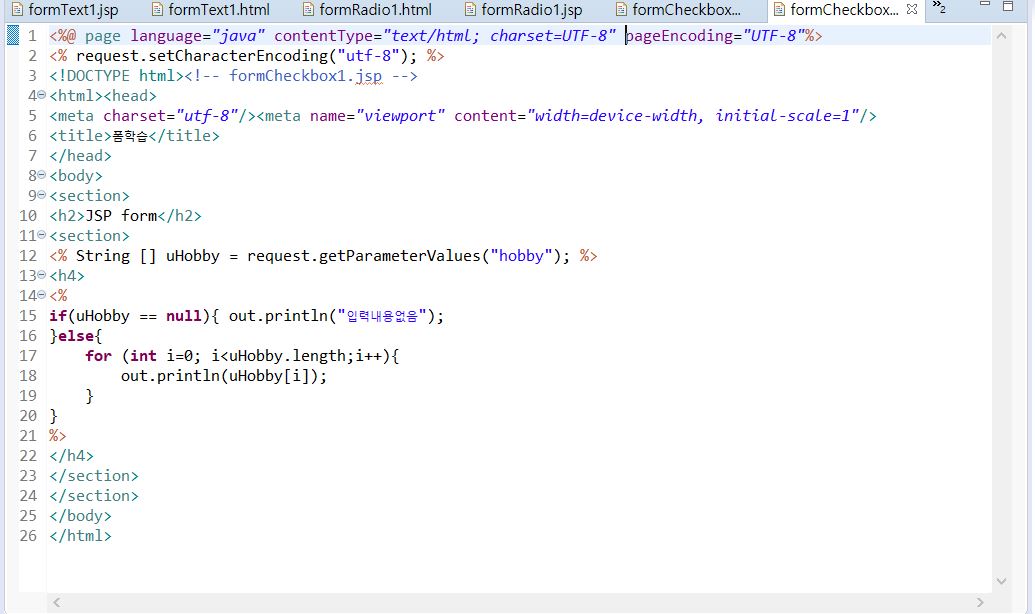 formText1.jsp formText1.html formRadio1.html formRadio1.jsp formCheckbox... formCheckbox... »2
1 <%@ page language="java" contentType="text/html; charset=UTF-8" pageEncoding="UTF-8"%>
2 <% request.setCharacterEncoding("utf-8"); %>
3 <!DOCTYPE html><!-- formCheckbox1.jsp -->
4 <html><head>
5 <meta charset="utf-8"/><meta name="viewport" content="width=device-width, initial-scale=1"/>
6 <title>폼학습</title>
7 </head>
8 <body>
9 <section>
10 <h2>JSP form</h2>
11 <section>
12 <% String [] uHobby = request.getParameterValues("hobby"); %>
13 <h4>
14 <%
15 if(uHobby == null){ out.println("입력내용없음");
16 }else{
17     for (int i=0; i<uHobby.length;i++){
18         out.println(uHobby[i]);
19     }
20 }
21 %>
22 </h4>
23 </section>
24 </section>
25 </body>
26 </html>